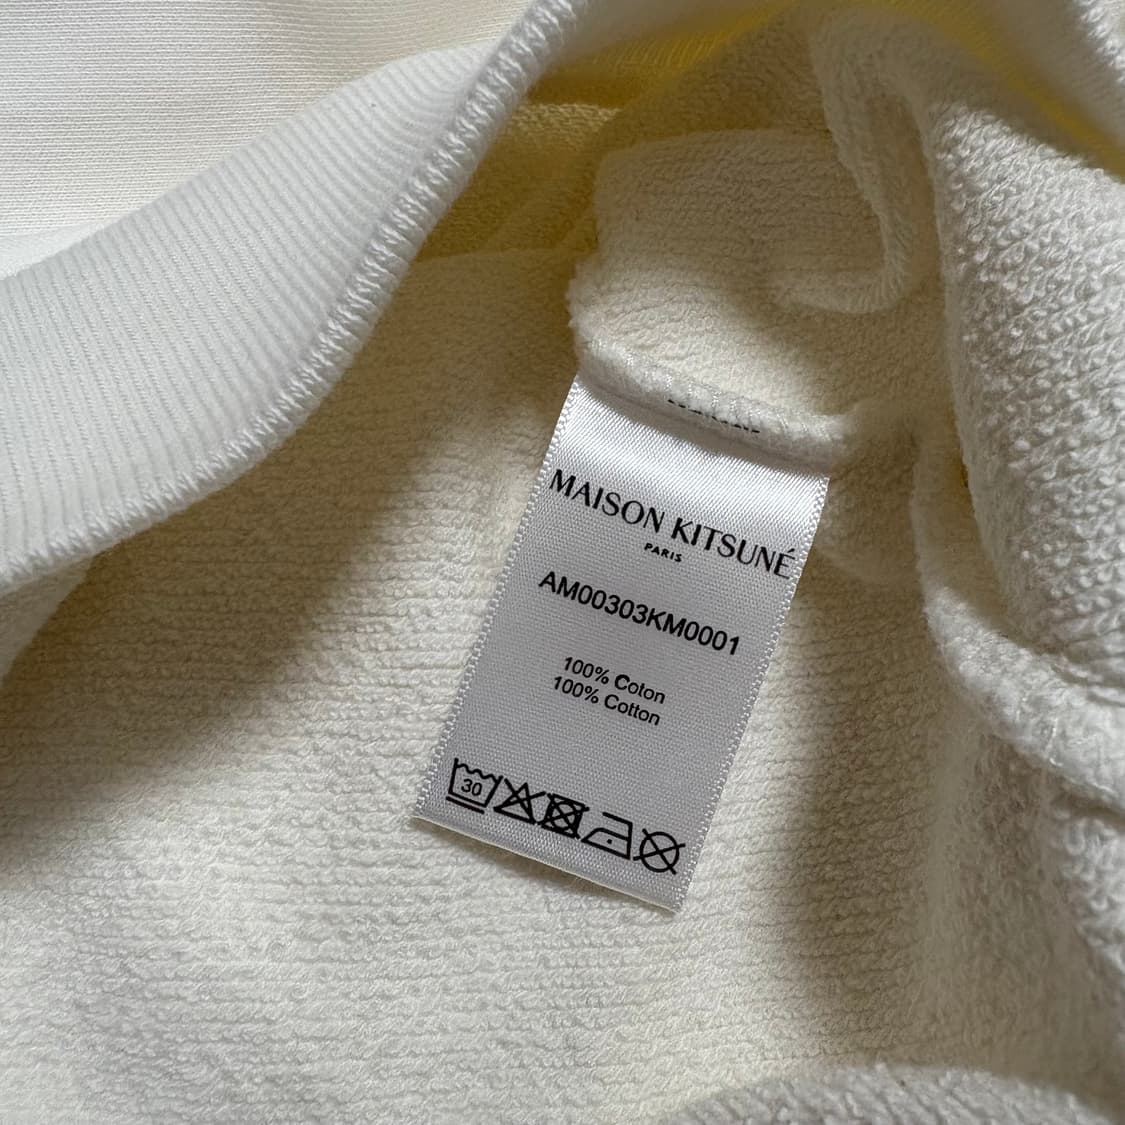 MAISON KITSUNÉ
PARIS
AM00303KM0001
100% Coton
100% Cotton
30